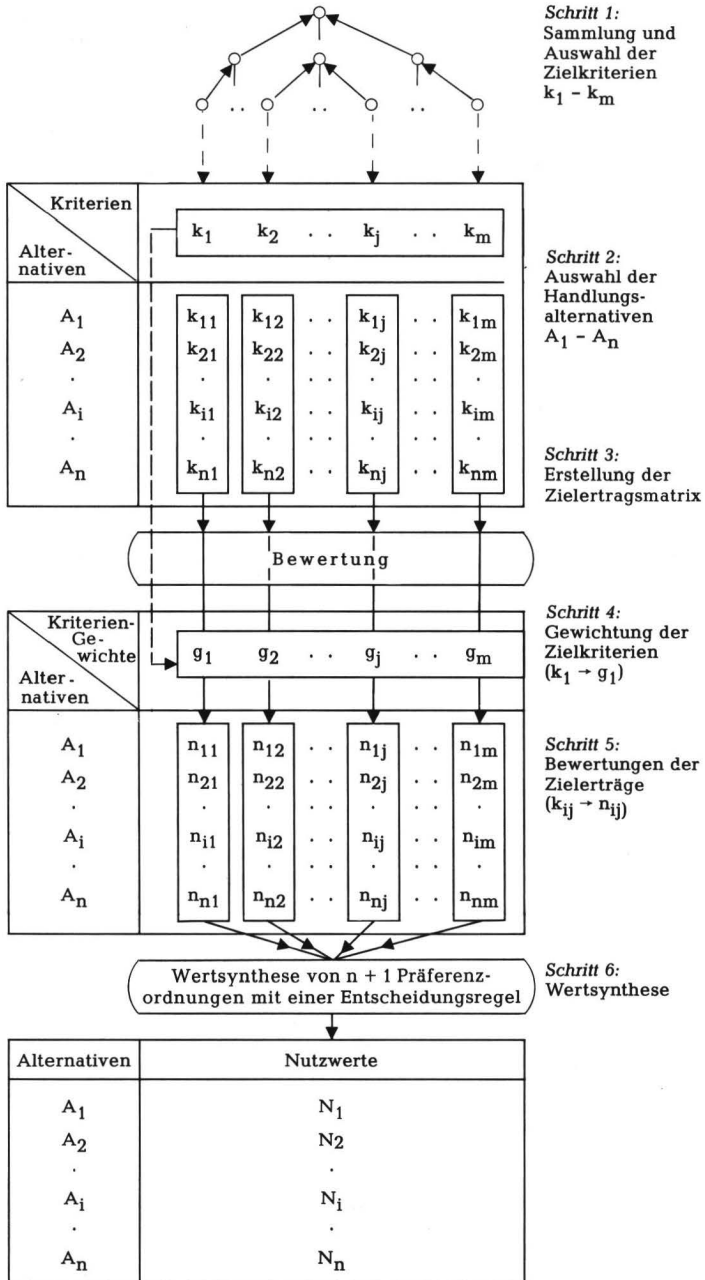 Schritt 1:
Sammlung und
Auswahl der
Zielkriterien
k1 – km
.. .. ..
Kriterien
Alter-
nativen
k1 k2 . . kj . . km
Schritt 2:
Auswahl der
Handlungs-
alternativen
A1 – An
A1 k11 k12 . . k1j . . k1m
A2 k21 k22 . . k2j . . k2m
. . . . . . . . .
Ai ki1 ki2 . . kij . . kim
. . . . . . . . .
An kn1 kn2 . . knj . . knm
Schritt 3:
Erstellung der
Zielertragsmatrix
Bewertung
Kriterien-
Ge-
wichte
Alter-
nativen
g1 g2 . . gj . . gm
Schritt 4:
Gewichtung der
Zielkriterien
(k1 → g1)
A1 n11 n12 . . n1j . . n1m
A2 n21 n22 . . n2j . . n2m
. . . . . . . . .
Ai ni1 ni2 . . nij . . nim
. . . . . . . . .
An nn1 nn2 . . nnj . . nnm
Schritt 5:
Bewertungen der
Zielerträge
(kij → nij)
Wertsynthese von n + 1 Präferenz-
ordnungen mit einer Entscheidungsregel
Schritt 6:
Wertsynthese
Alternativen Nutzwerte
A1 N1
A2 N2
. .
Ai Ni
. .
An Nn